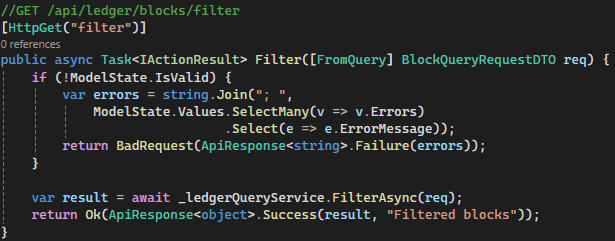 //GET /api/ledger/blocks/filter
[HttpGet("filter")]
0 references
public async Task<IActionResult> Filter([FromQuery] BlockQueryRequestDTO req) {
    if (!ModelState.IsValid) {
        var errors = string.Join("; ",
            ModelState.Values.SelectMany(v => v.Errors)
                             .Select(e => e.ErrorMessage));
        return BadRequest(ApiResponse<string>.Failure(errors));
    }

    var result = await _ledgerQueryService.FilterAsync(req);
    return Ok(ApiResponse<object>.Success(result, "Filtered blocks"));
}